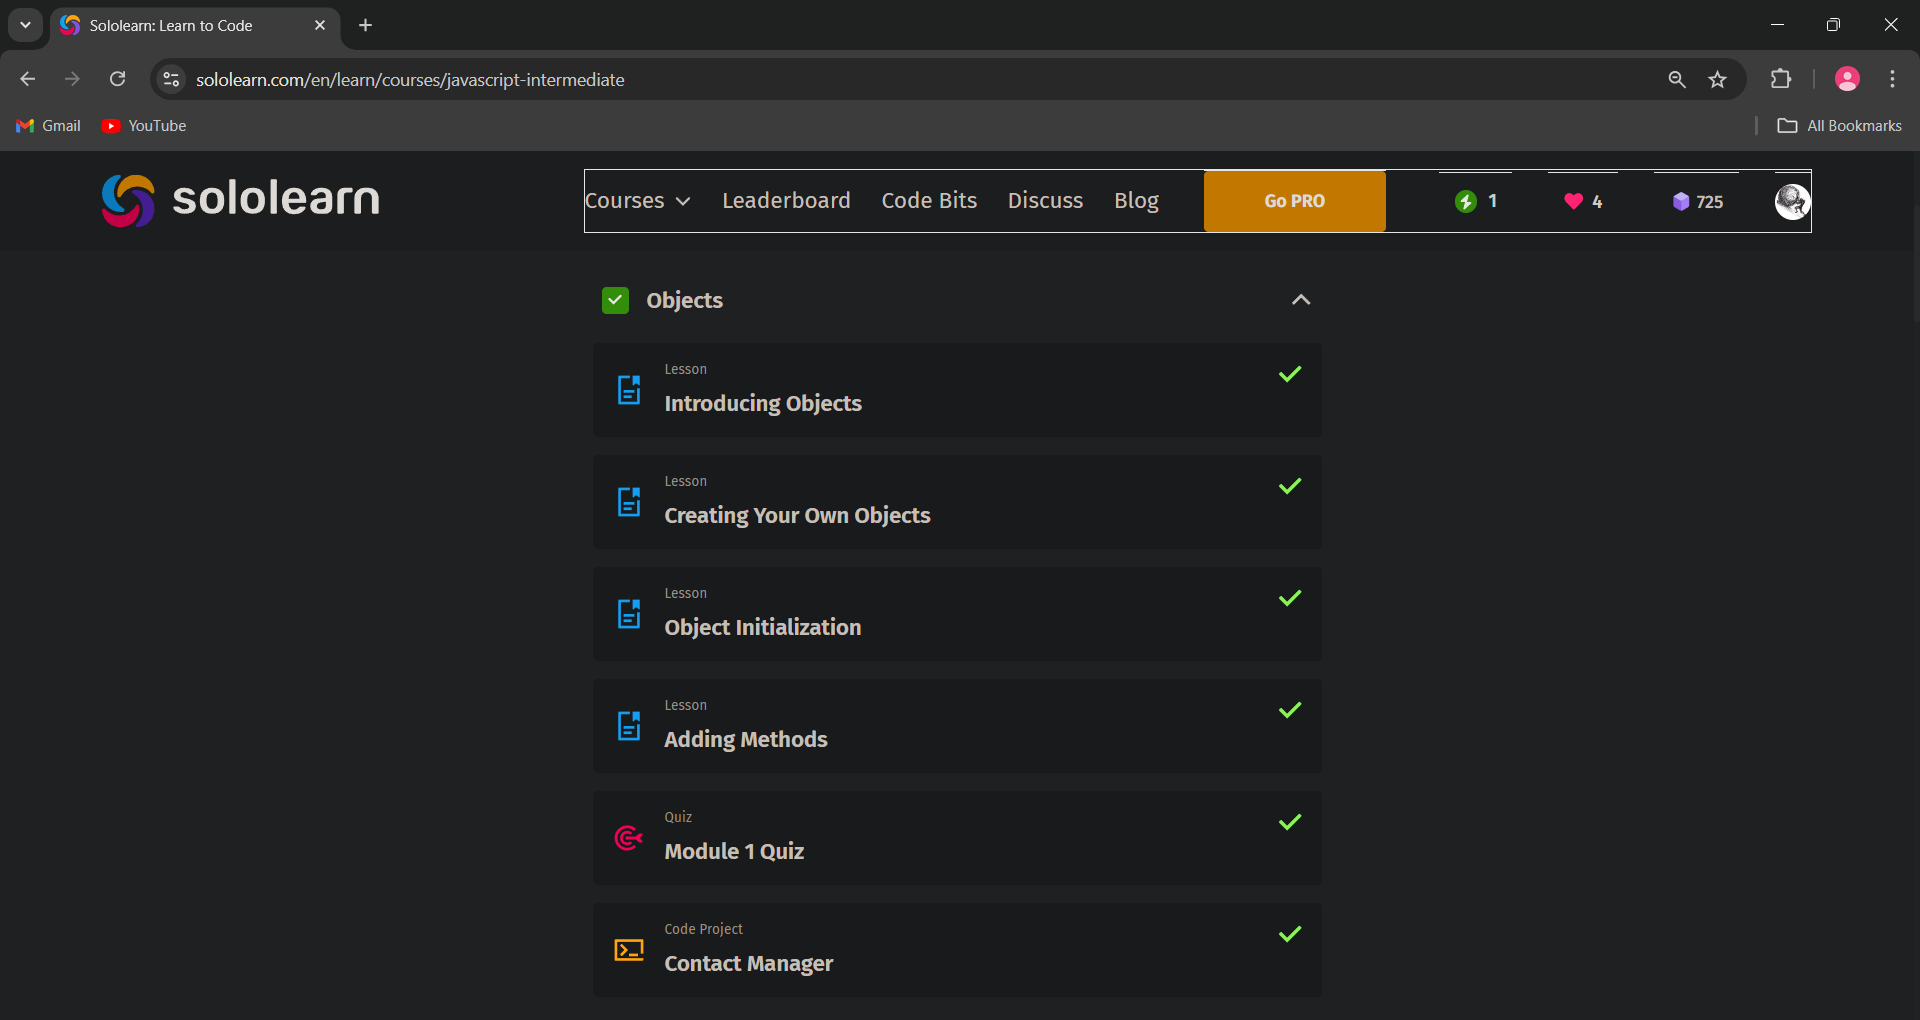 Sololearn: Learn to Code
sololearn.com/en/learn/courses/javascript-intermediate
Gmail YouTube All Bookmarks
sololearn Courses Leaderboard Code Bits Discuss Blog Go PRO 1 4 725
Objects
Lesson
Introducing Objects
Lesson
Creating Your Own Objects
Lesson
Object Initialization
Lesson
Adding Methods
Quiz
Module 1 Quiz
Code Project
Contact Manager